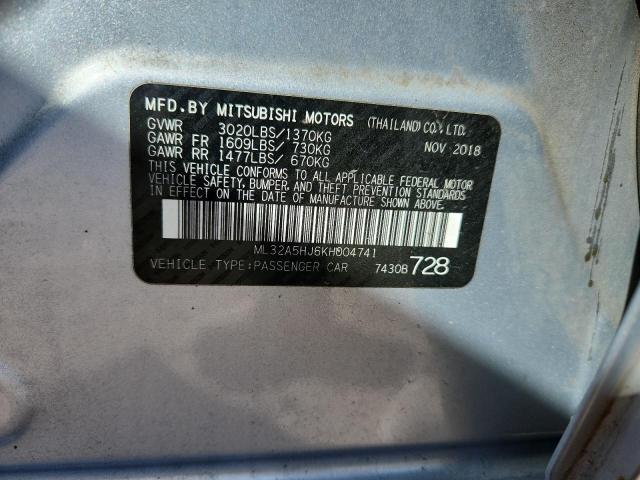 MFD.BY MITSUBISHI MOTORS (THAILAND) CO., LTD.
GVWR 3020LBS/1370KG NOV 2018
GAWR FR 1609LBS/ 730KG
GAWR RR 1477LBS/ 670KG
THIS VEHICLE CONFORMS TO ALL APPLICABLE FEDERAL MOTOR
VEHICLE SAFETY, BUMPER, AND THEFT PREVENTION STANDARDS
IN EFFECT ON THE DATE OF MANUFACTURE SHOWN ABOVE.
ML32A5HJ6KH004741
VEHICLE TYPE:PASSENGER CAR 7430B 728